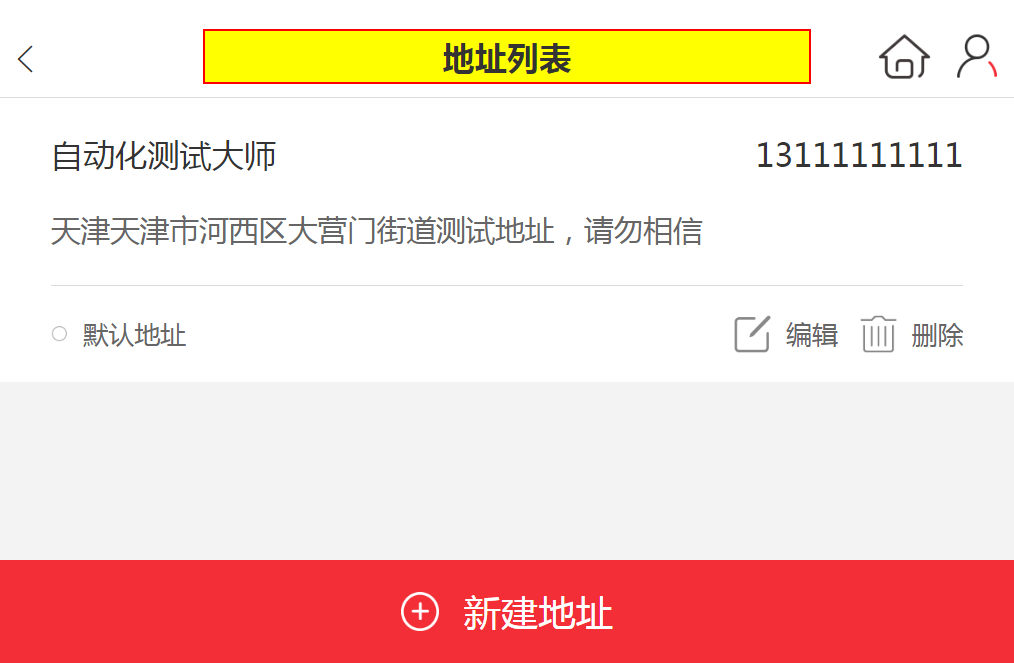 地址列表
自动化测试大师 13111111111
天津天津市河西区大营门街道测试地址，请勿相信
默认地址 编辑 删除
新建地址